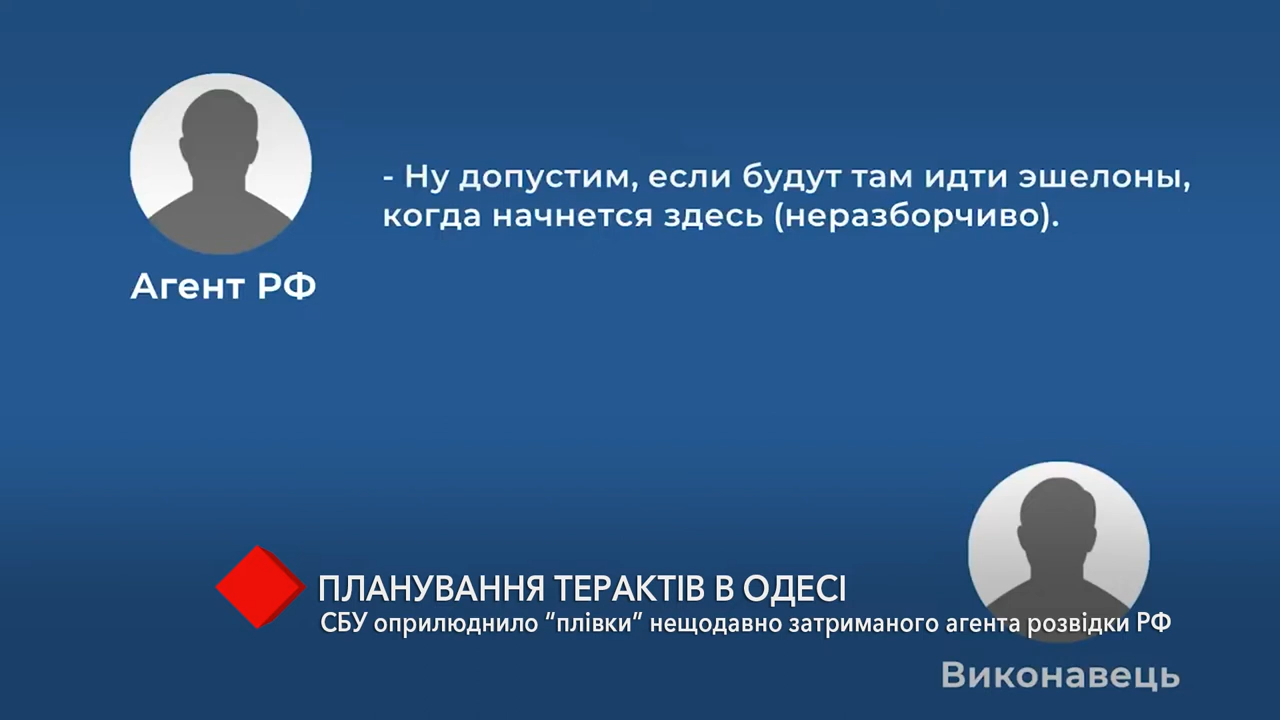 - Ну допустим, если будут там идти эшелоны,
когда начнется здесь (неразборчиво).
Агент РФ
ПЛАНУВАННЯ ТЕРАКТІВ В ОДЕСІ
СБУ оприлюднило “плівки” нещодавно затриманого агента розвідки РФ
Виконавець